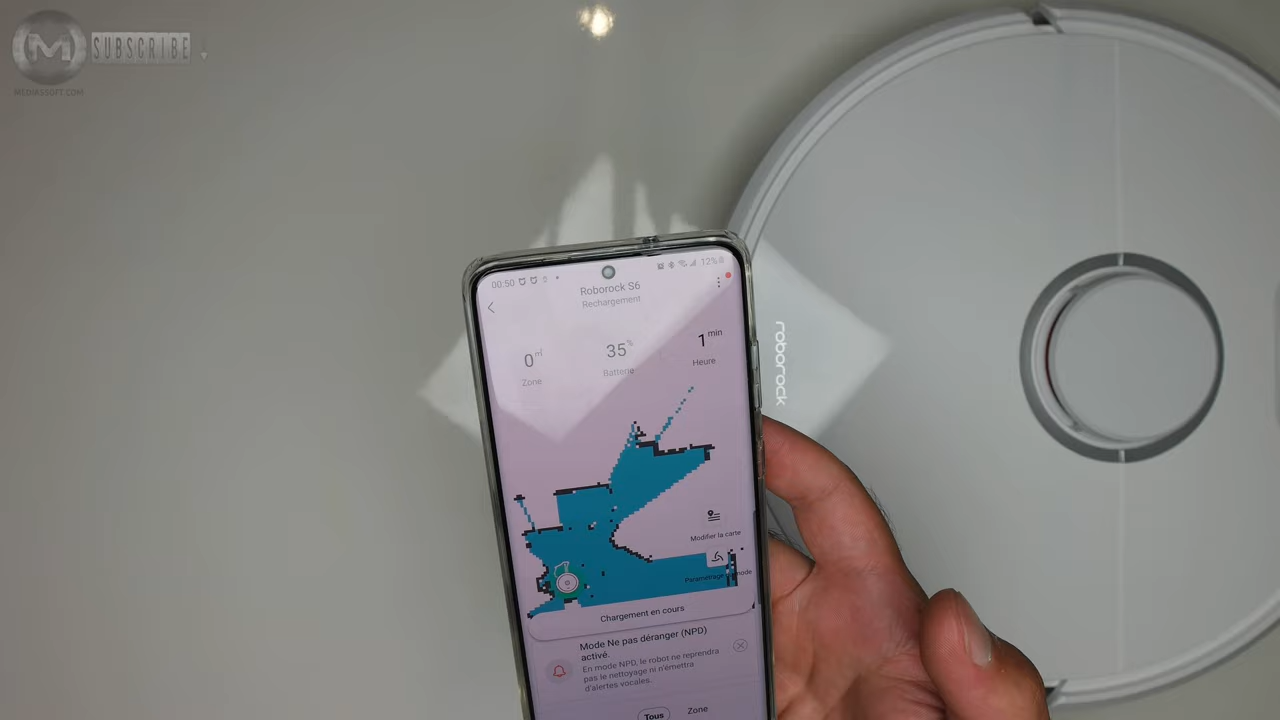 SUBSCRIBE
MEDIASSOFT.COM
00:50
12%
Roborock S6
Rechargement
0 m²
35 %
1 min
Zone
Batterie
Heure
roborock
Modifier la carte
Paramétrage mode
Chargement en cours
Mode Ne pas déranger (NPD)
activé.
En mode NPD, le robot ne reprendra
pas le nettoyage ni n'émettra
d'alertes vocales.
Tous
Zone